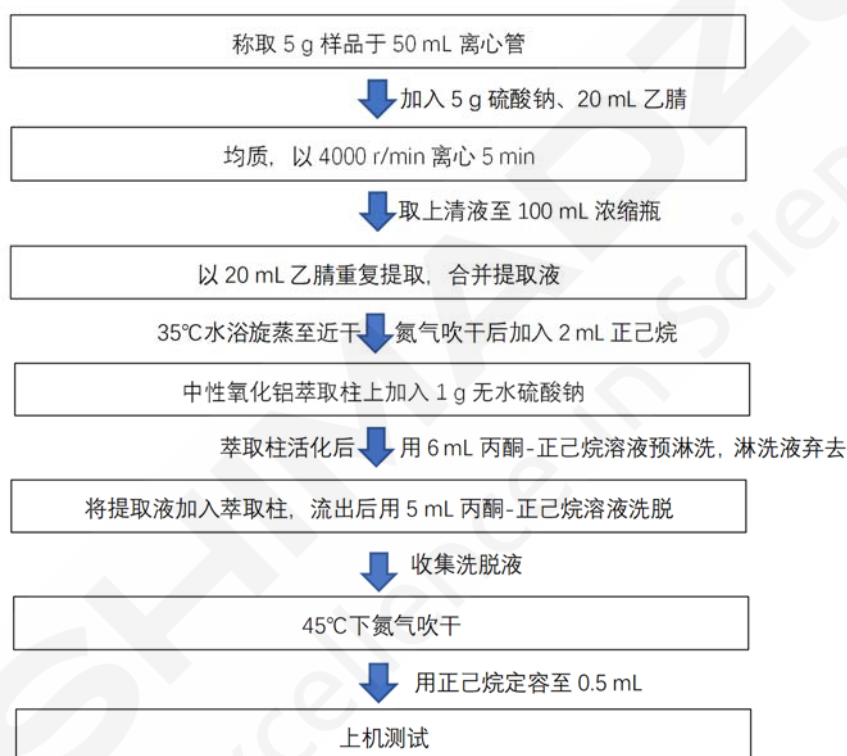 称取 5 g 样品于 50 mL 离心管
加入 5 g 硫酸钠、20 mL 乙腈
均质，以 4000 r/min 离心 5 min
取上清液至 100 mL 浓缩瓶
以 20 mL 乙腈重复提取，合并提取液
35℃水浴旋蒸至近干 氮气吹干后加入 2 mL 正己烷
中性氧化铝萃取柱上加入 1 g 无水硫酸钠
萃取柱活化后 用 6 mL 丙酮-正己烷溶液预淋洗，淋洗液弃去
将提取液加入萃取柱，流出后用 5 mL 丙酮-正己烷溶液洗脱
收集洗脱液
45℃下氮气吹干
用正己烷定容至 0.5 mL
上机测试
SHIMADZU
Excellence in Scien